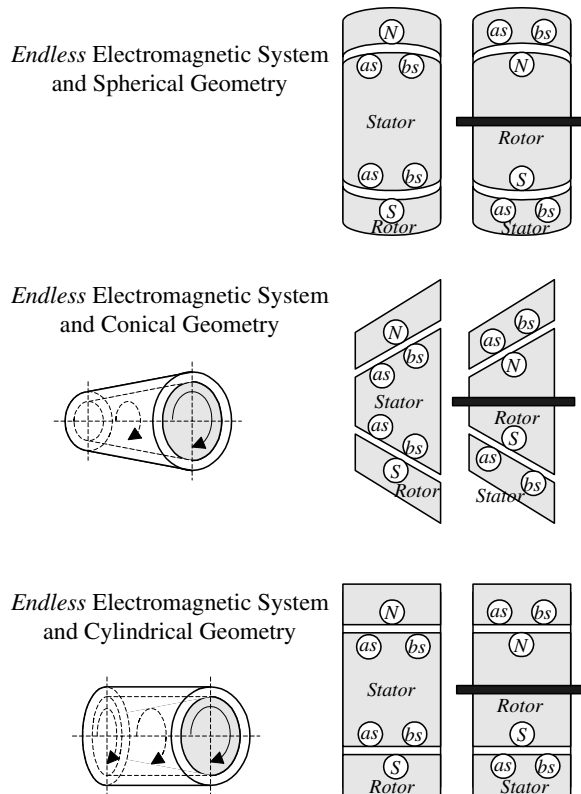 Endless Electromagnetic System
and Spherical Geometry
N
as bs
Stator
as bs
S
Rotor
as bs
N
Rotor
S
as bs
Stator
Endless Electromagnetic System
and Conical Geometry
N
bs
as
Stator
as
bs
S
Rotor
bs
as
N
Rotor
S
as
bs
Stator
Endless Electromagnetic System
and Cylindrical Geometry
N
as bs
Stator
as bs
S
Rotor
as bs
N
Rotor
S
as bs
Stator